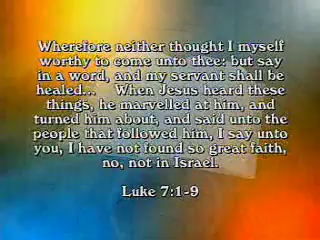 Wherefore neither thought I myself
worthy to come unto thee: but say
in a word, and my servant shall be
healed... When Jesus heard these
things, he marvelled at him, and
turned him about, and said unto the
people that followed him, I say unto
you, I have not found so great faith,
no, not in Israel.
Luke 7:1-9